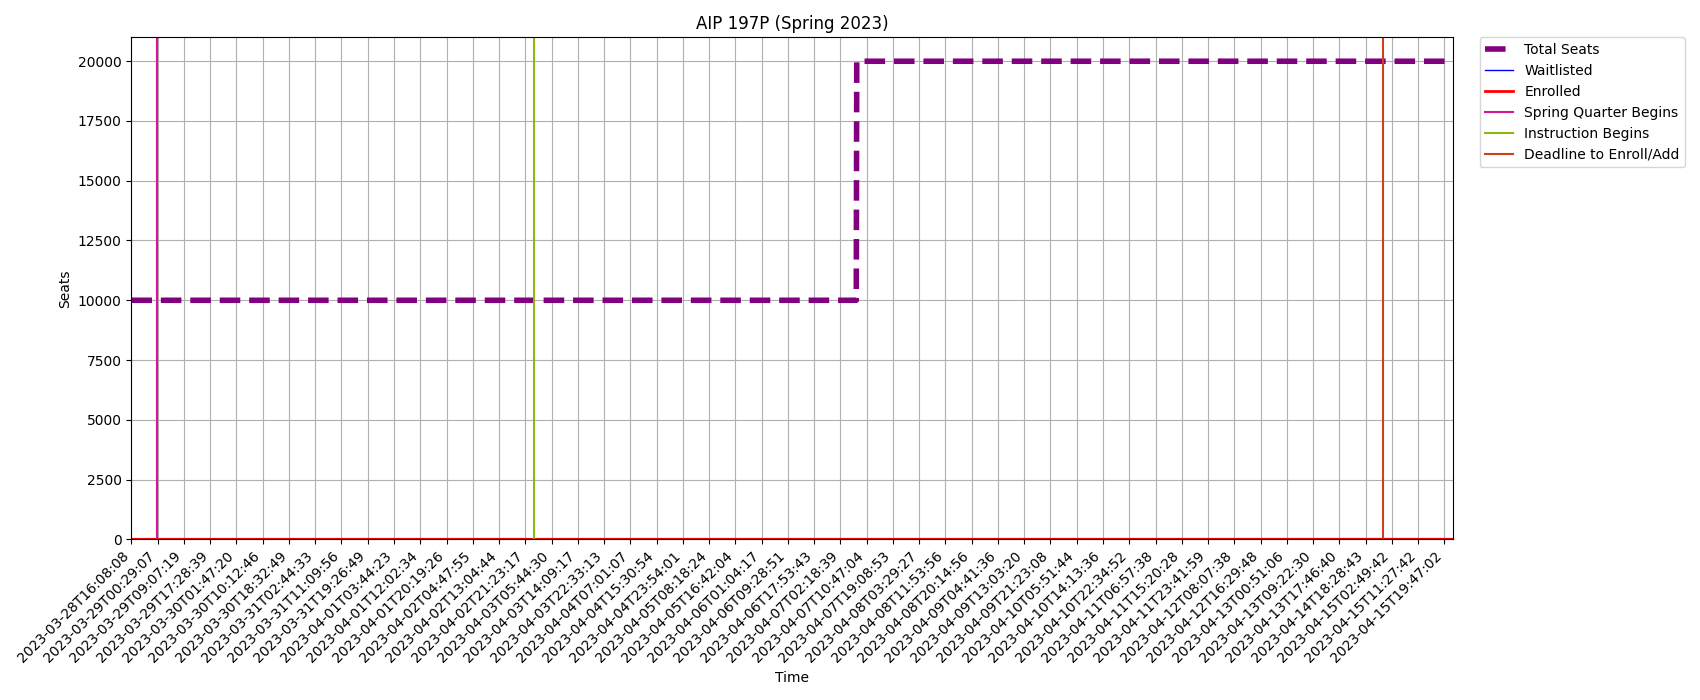 AIP 197P (Spring 2023)
Total Seats
Waitlisted
Enrolled
Spring Quarter Begins
Instruction Begins
Deadline to Enroll/Add
Seats
20000
17500
15000
12500
10000
7500
5000
2500
0
2023-03-28T16:08:08
2023-03-29T00:29:07
2023-03-29T09:07:19
2023-03-29T17:28:39
2023-03-30T01:47:20
2023-03-30T10:12:46
2023-03-30T18:32:49
2023-03-31T02:44:33
2023-03-31T11:09:56
2023-03-31T19:26:49
2023-04-01T03:44:23
2023-04-01T12:02:34
2023-04-01T20:19:26
2023-04-02T04:47:55
2023-04-02T13:04:44
2023-04-02T21:23:17
2023-04-03T05:44:30
2023-04-03T14:09:17
2023-04-03T22:33:13
2023-04-04T07:01:07
2023-04-04T15:30:54
2023-04-04T23:54:01
2023-04-05T08:18:24
2023-04-05T16:42:04
2023-04-06T01:04:17
2023-04-06T09:28:51
2023-04-06T17:53:43
2023-04-07T02:18:39
2023-04-07T10:47:04
2023-04-07T19:08:53
2023-04-08T03:29:27
2023-04-08T11:53:56
2023-04-08T20:14:56
2023-04-09T04:41:36
2023-04-09T13:03:20
2023-04-09T21:23:08
2023-04-10T05:51:44
2023-04-10T14:13:36
2023-04-10T22:34:52
2023-04-11T06:57:38
2023-04-11T15:20:28
2023-04-11T23:41:59
2023-04-12T08:07:38
2023-04-12T16:29:48
2023-04-13T00:51:06
2023-04-13T09:22:30
2023-04-13T17:46:40
2023-04-14T18:28:43
2023-04-15T02:49:42
2023-04-15T11:27:42
2023-04-15T19:47:02
Time